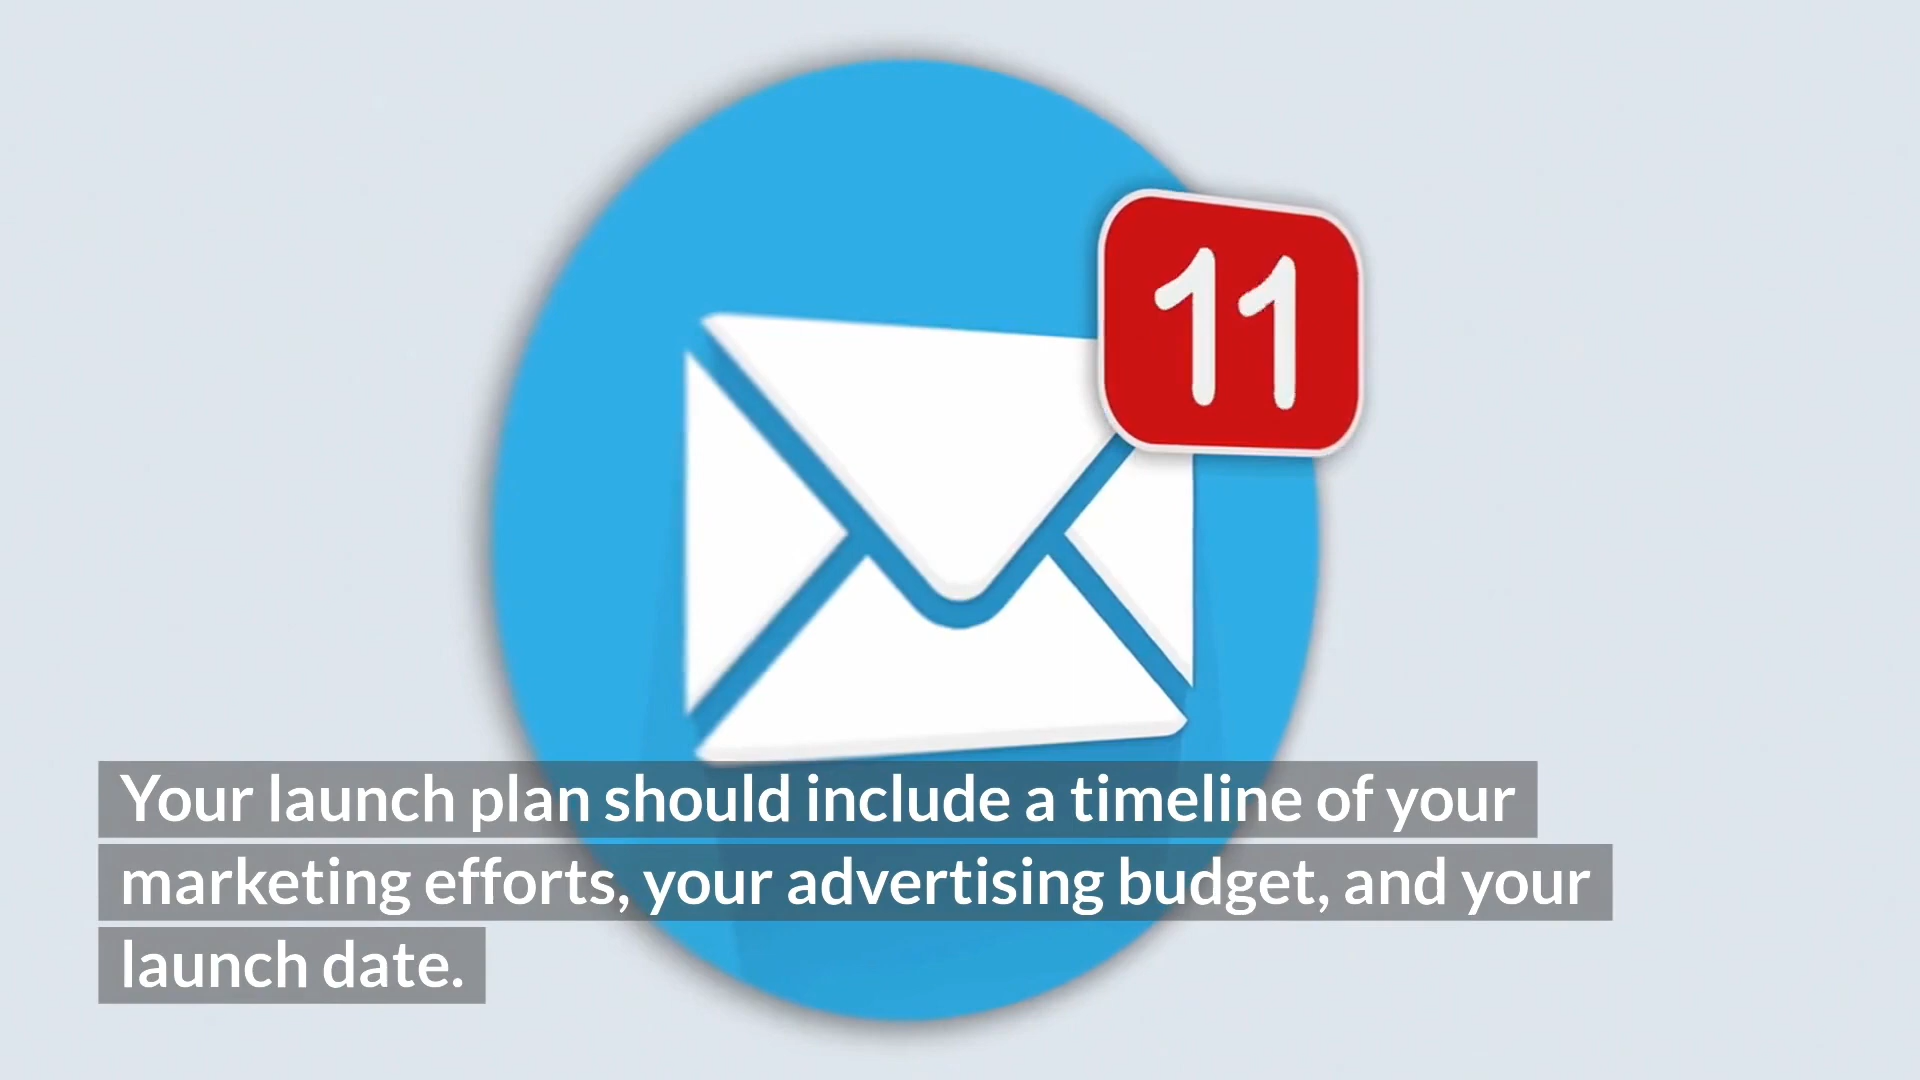 11
Your launch plan should include a timeline of your
marketing efforts, your advertising budget, and your
launch date.